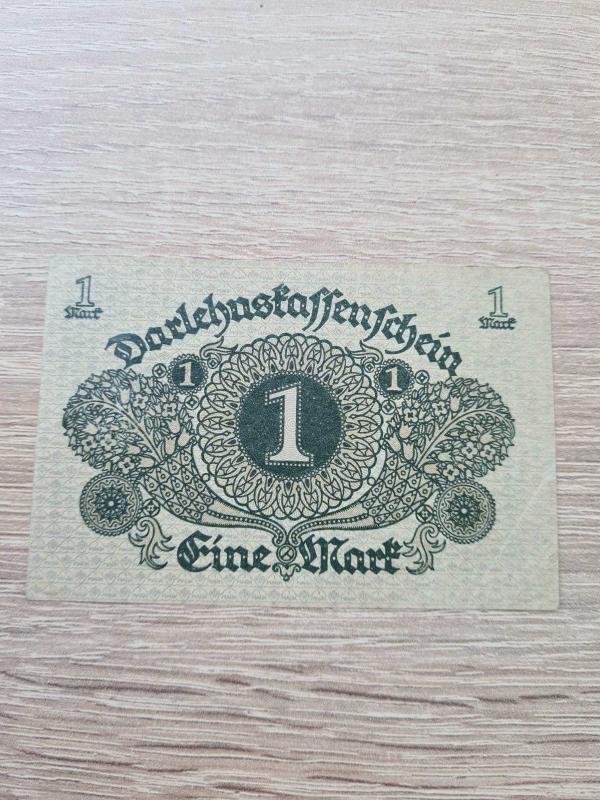 1 1
Mark Mark
Darlehnskassenschein
1 1
1
Eine Mark